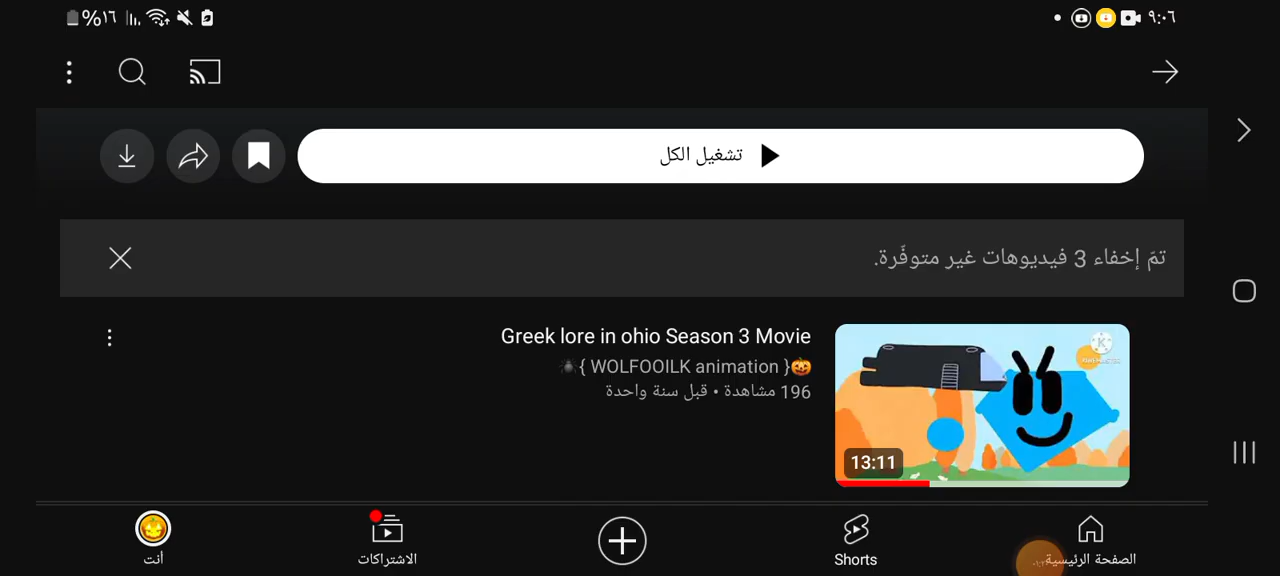 ٩:٠٦
%١٦
تشغيل الكل
تمّ إخفاء 3 فيديوهات غير متوفّرة.
Greek lore in ohio Season 3 Movie
🕷️{ WOLFOOILK animation }🎃
196 مشاهدة • قبل سنة واحدة
13:11
الصفحة الرئيسية
Shorts
الاشتراكات
أنت